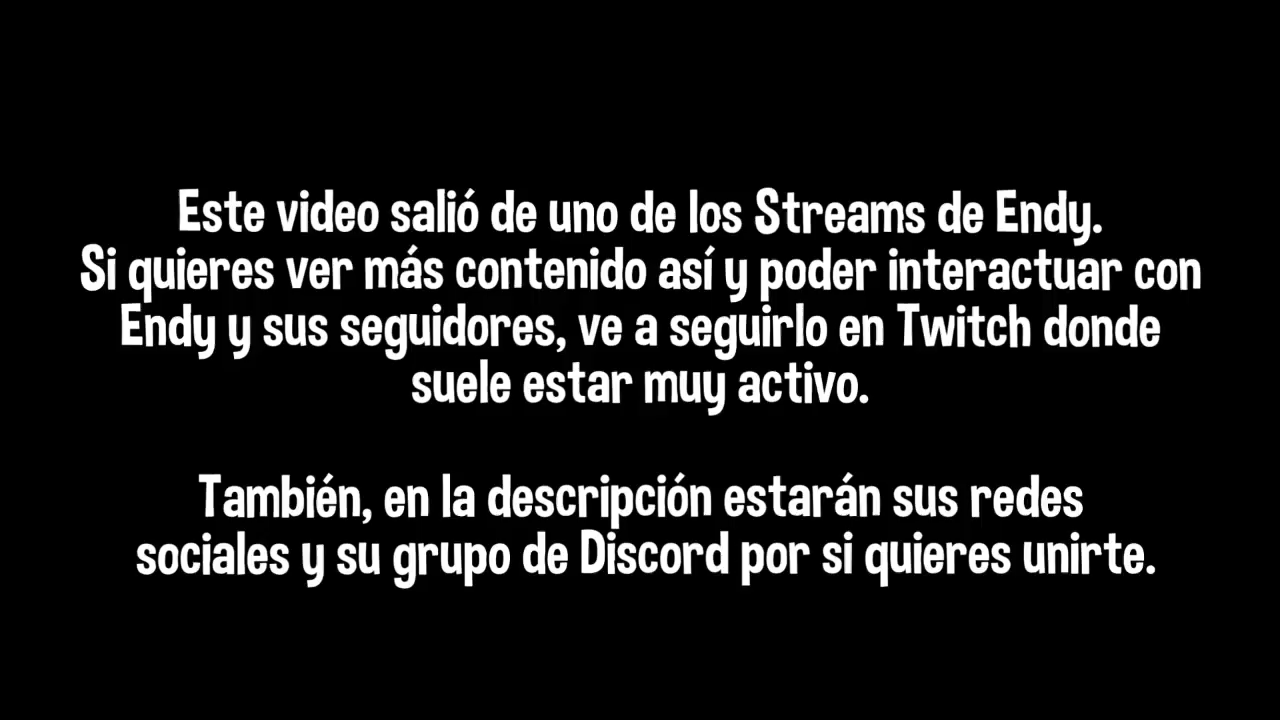 Este video salió de uno de los Streams de Endy.
Si quieres ver más contenido así y poder interactuar con
Endy y sus seguidores, ve a seguirlo en Twitch donde
suele estar muy activo.
También, en la descripción estarán sus redes
sociales y su grupo de Discord por si quieres unirte.